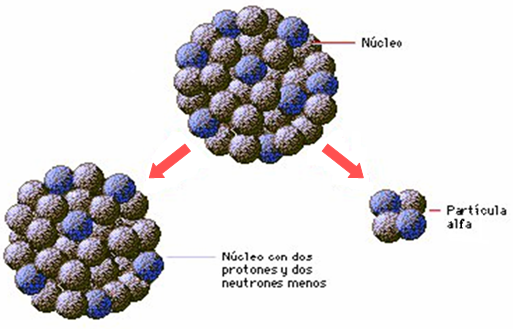 Núcleo
Partícula
alfa
Núcleo con dos
protones y dos
neutrones menos